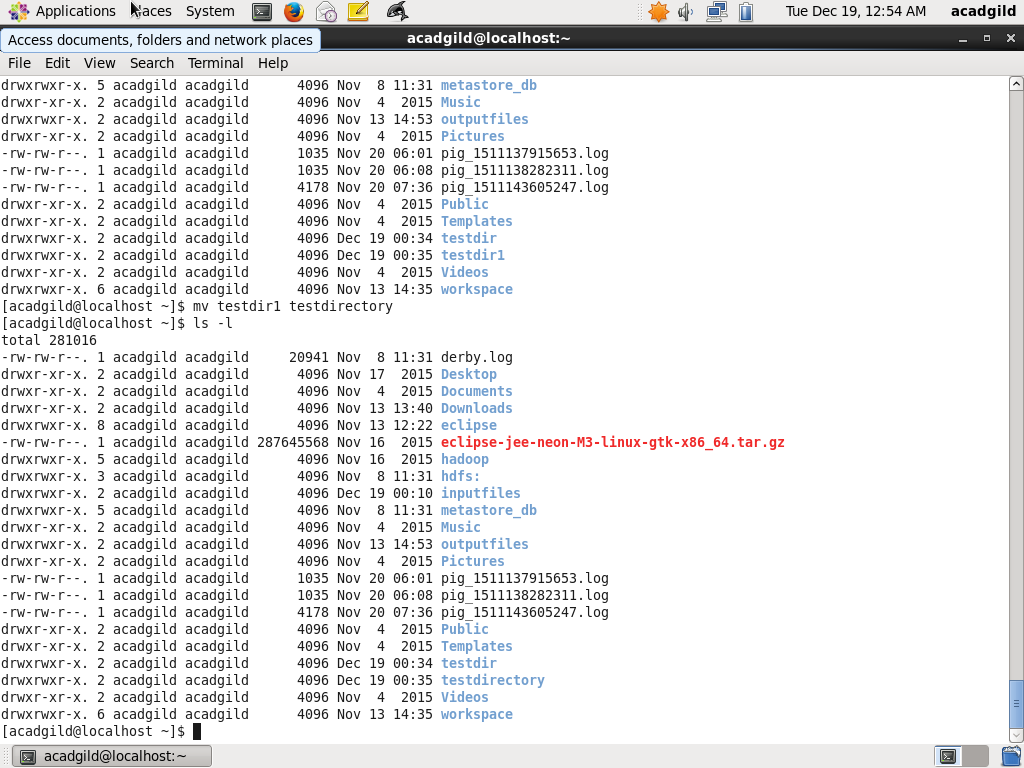 Applications Places System Tue Dec 19, 12:54 AM acadgild
Access documents, folders and network places
acadgild@localhost:~
File Edit View Search Terminal Help
drwxrwxr-x. 5 acadgild acadgild      4096 Nov  8 11:31 metastore_db
drwxr-xr-x. 2 acadgild acadgild      4096 Nov  4  2015 Music
drwxrwxr-x. 2 acadgild acadgild      4096 Nov 13 14:53 outputfiles
drwxr-xr-x. 2 acadgild acadgild      4096 Nov  4  2015 Pictures
-rw-rw-r--. 1 acadgild acadgild      1035 Nov 20 06:01 pig_1511137915653.log
-rw-rw-r--. 1 acadgild acadgild      1035 Nov 20 06:08 pig_1511138282311.log
-rw-rw-r--. 1 acadgild acadgild      4178 Nov 20 07:36 pig_1511143605247.log
drwxr-xr-x. 2 acadgild acadgild      4096 Nov  4  2015 Public
drwxr-xr-x. 2 acadgild acadgild      4096 Nov  4  2015 Templates
drwxrwxr-x. 2 acadgild acadgild      4096 Dec 19 00:34 testdir
drwxrwxr-x. 2 acadgild acadgild      4096 Dec 19 00:35 testdir1
drwxr-xr-x. 2 acadgild acadgild      4096 Nov  4  2015 Videos
drwxrwxr-x. 6 acadgild acadgild      4096 Nov 13 14:35 workspace
[acadgild@localhost ~]$ mv testdir1 testdirectory
[acadgild@localhost ~]$ ls -l
total 281016
-rw-rw-r--. 1 acadgild acadgild     20941 Nov  8 11:31 derby.log
drwxr-xr-x. 2 acadgild acadgild      4096 Nov 17  2015 Desktop
drwxr-xr-x. 2 acadgild acadgild      4096 Nov  4  2015 Documents
drwxr-xr-x. 2 acadgild acadgild      4096 Nov 13 13:40 Downloads
drwxrwxr-x. 8 acadgild acadgild      4096 Nov 13 12:22 eclipse
-rw-rw-r--. 1 acadgild acadgild 287645568 Nov 16  2015 eclipse-jee-neon-M3-linux-gtk-x86_64.tar.gz
drwxrwxr-x. 5 acadgild acadgild      4096 Nov 16  2015 hadoop
drwxrwxr-x. 3 acadgild acadgild      4096 Nov  8 11:31 hdfs:
drwxrwxr-x. 2 acadgild acadgild      4096 Dec 19 00:10 inputfiles
drwxrwxr-x. 5 acadgild acadgild      4096 Nov  8 11:31 metastore_db
drwxr-xr-x. 2 acadgild acadgild      4096 Nov  4  2015 Music
drwxrwxr-x. 2 acadgild acadgild      4096 Nov 13 14:53 outputfiles
drwxr-xr-x. 2 acadgild acadgild      4096 Nov  4  2015 Pictures
-rw-rw-r--. 1 acadgild acadgild      1035 Nov 20 06:01 pig_1511137915653.log
-rw-rw-r--. 1 acadgild acadgild      1035 Nov 20 06:08 pig_1511138282311.log
-rw-rw-r--. 1 acadgild acadgild      4178 Nov 20 07:36 pig_1511143605247.log
drwxr-xr-x. 2 acadgild acadgild      4096 Nov  4  2015 Public
drwxr-xr-x. 2 acadgild acadgild      4096 Nov  4  2015 Templates
drwxrwxr-x. 2 acadgild acadgild      4096 Dec 19 00:34 testdir
drwxrwxr-x. 2 acadgild acadgild      4096 Dec 19 00:35 testdirectory
drwxr-xr-x. 2 acadgild acadgild      4096 Nov  4  2015 Videos
drwxrwxr-x. 6 acadgild acadgild      4096 Nov 13 14:35 workspace
[acadgild@localhost ~]$
acadgild@localhost:~